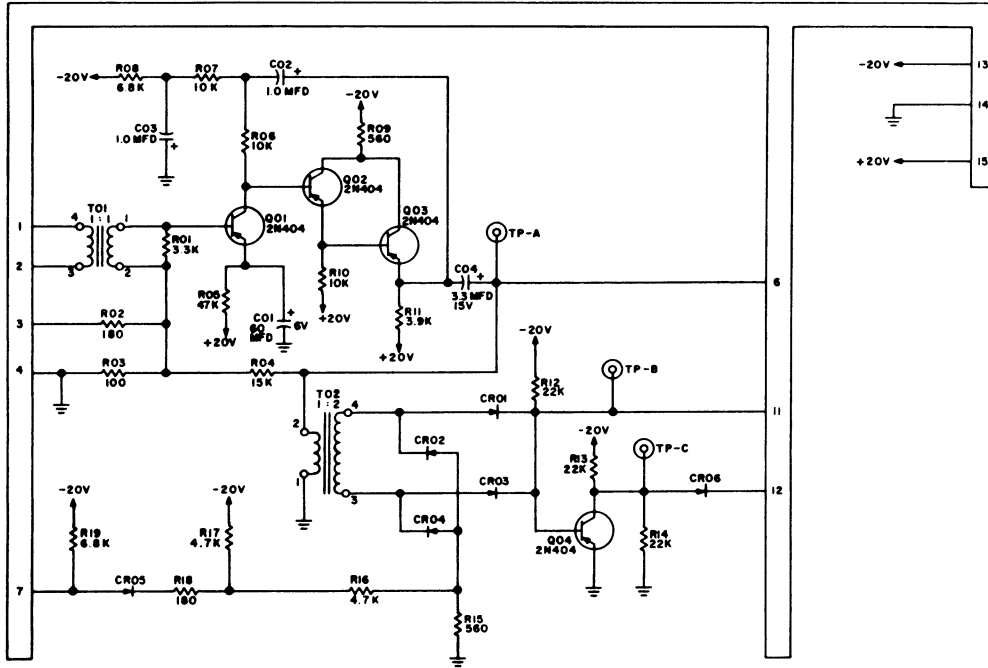 -20V
R08
6.8K
R07
10K
C02
+
1.0 MFD
-20V
R09
560
C03
1.0 MFD
+
R06
10K
Q02
2N404
Q03
2N404
Q01
2N404
1
4
T01
1:1
1
R01
3.3K
2
3
2
TP-A
R10
10K
+20V
C04
+
3.3 MFD
15V
6
R05
47K
+20V
C01
60
MFD
+
6V
R11
3.9K
+20V
3
R02
180
4
R03
100
R04
15K
-20V
R12
22K
TP-B
T02
1:2
2
4
1
3
CR01
11
CR02
CR03
CR04
-20V
R13
22K
TP-C
CR06
12
Q04
2N404
R14
22K
-20V
R19
6.8K
-20V
R17
4.7K
7
CR05
R18
180
R16
4.7K
R15
560
-20V
13
14
+20V
15